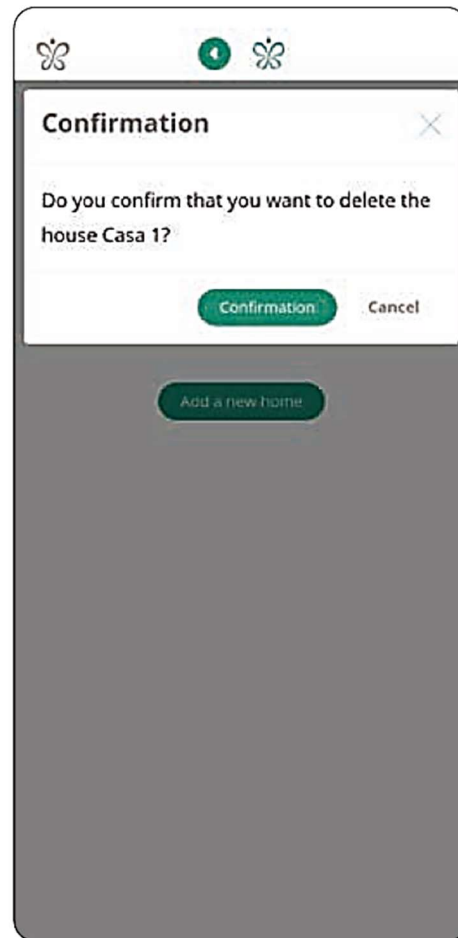 Confirmation
Do you confirm that you want to delete the
house Casa 1?
Confirmation Cancel
Add a new home